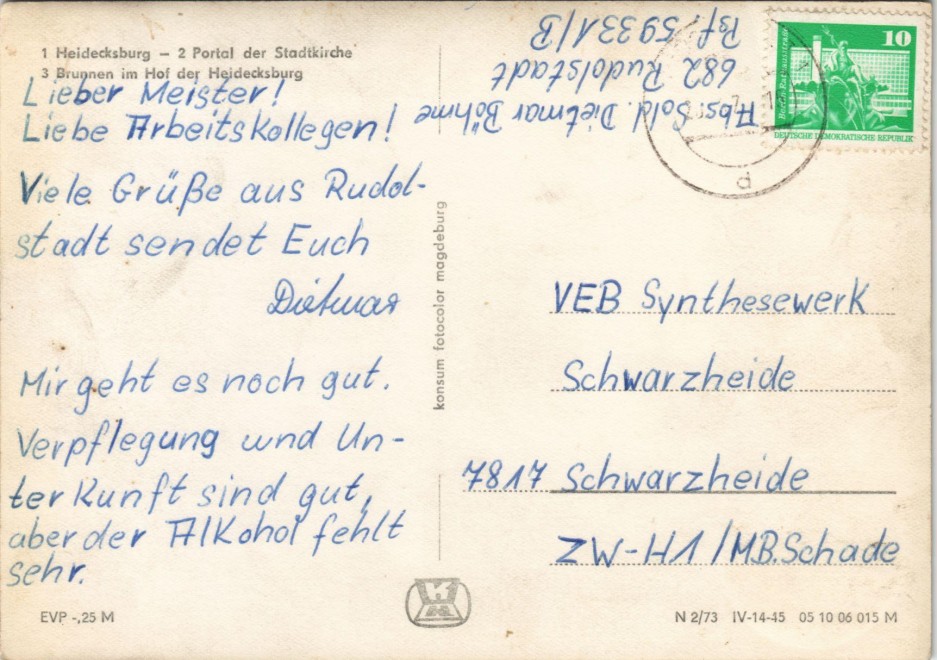 1 Heidecksburg – 2 Portal der Stadtkirche
3 Brunnen im Hof der Heidecksburg
Lieber Meister!
Liebe Arbeitskollegen!
Viele Grüße aus Rudol-
stadt sendet Euch
Dietmar
Mir geht es noch gut.
Verpflegung und Un-
terkunft sind gut,
aber der Alkohol fehlt
sehr.
EVP -,25 M
konsum fotocolor magdeburg
Abs. Sold. Dietmar Böhme
682 Rudolstadt
Psf. 59331/B
10
DEUTSCHE DEMOKRATISCHE REPUBLIK
d
VEB Synthesewerk
Schwarzheide
7817 Schwarzheide
ZW-H1/MB.Schade
N 2/73 IV-14-45 05 10 06 015 M